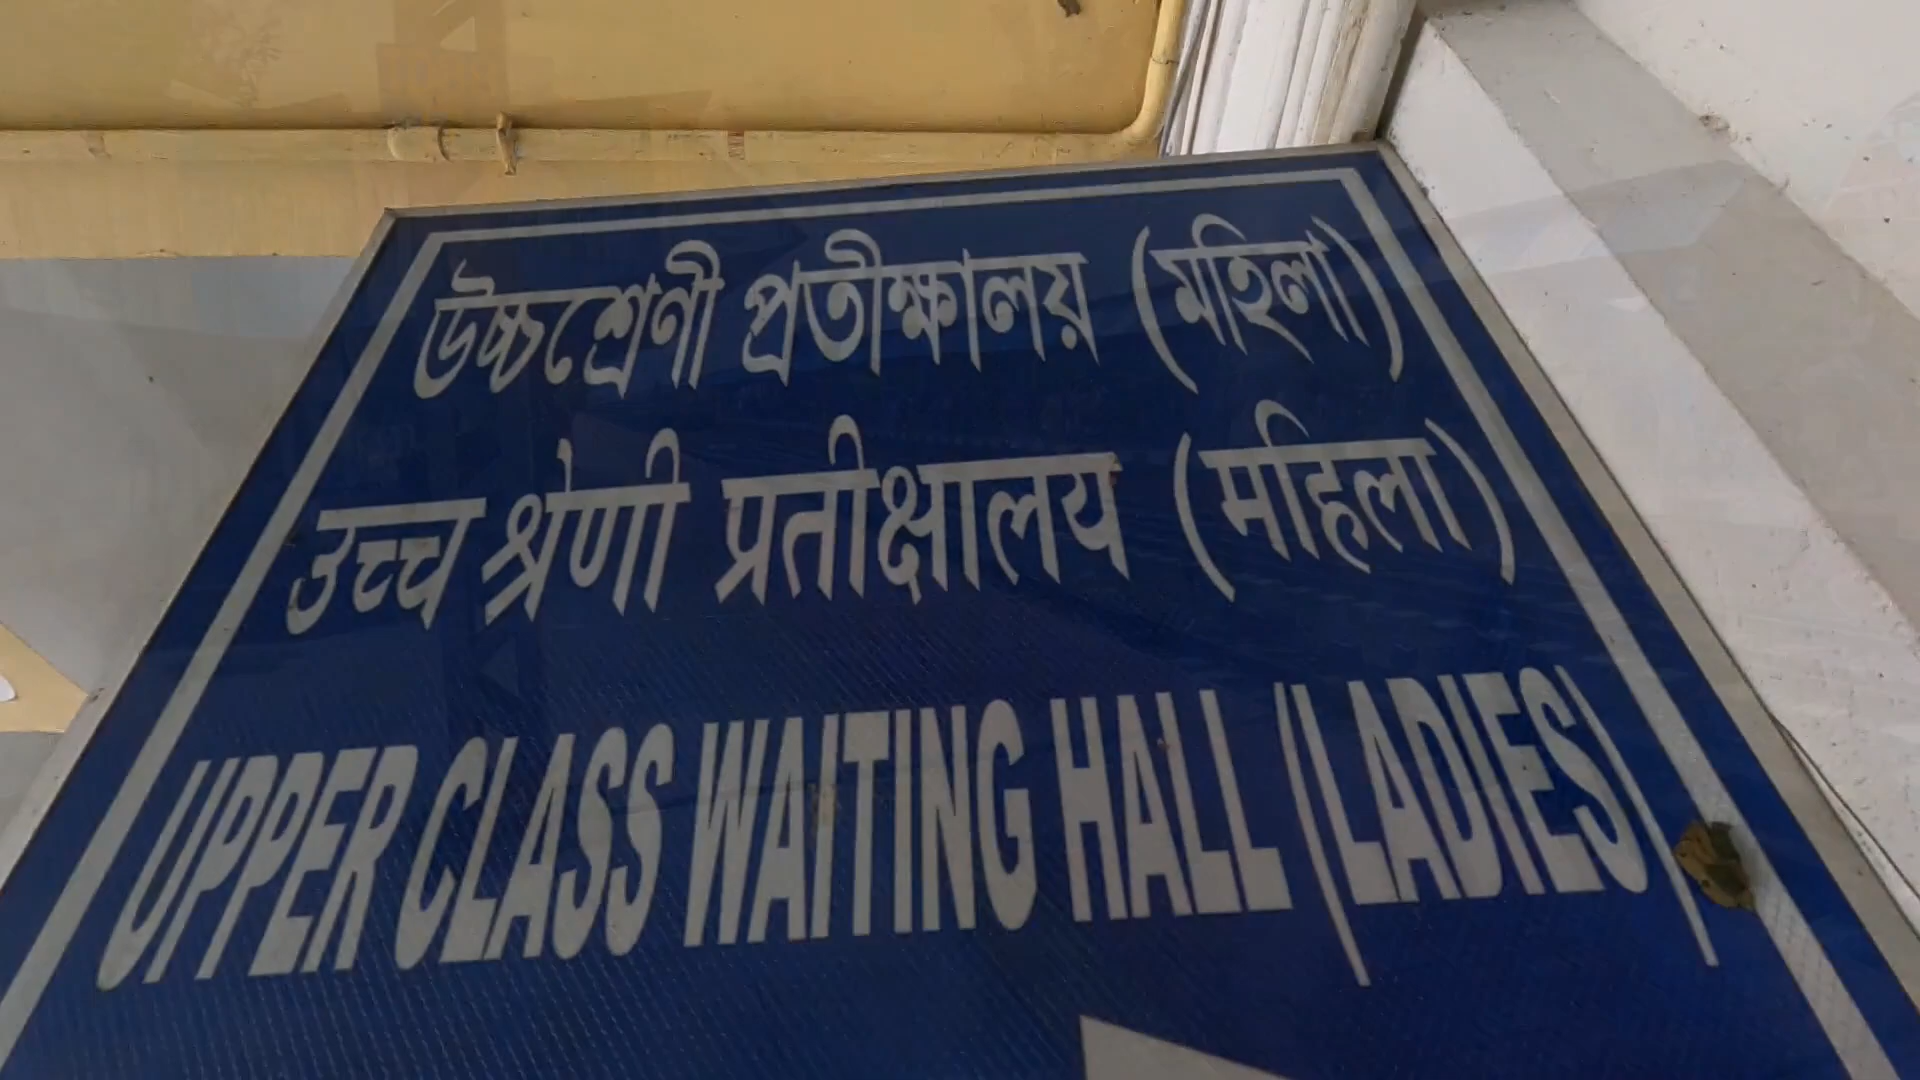 উচ্চশ্রেণী প্রতীক্ষালয় (মহিলা)
उच्च श्रेणी प्रतीक्षालय (महिला)
UPPER CLASS WAITING HALL (LADIES)